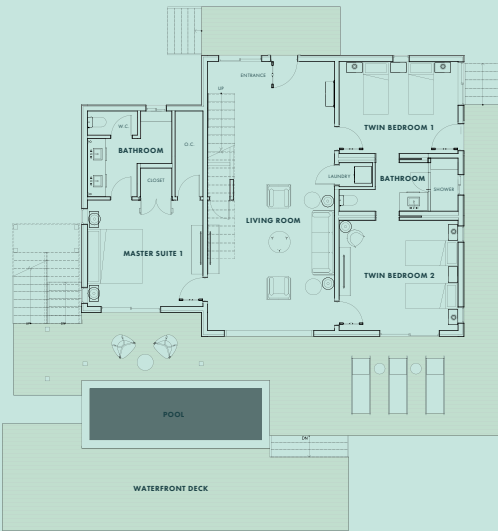 ENTRANCE
UP
W.C.
BATHROOM
O.C.
CLOSET
TWIN BEDROOM 1
LAUNDRY
BATHROOM
SHOWER
LIVING ROOM
MASTER SUITE 1
TWIN BEDROOM 2
POOL
DN
WATERFRONT DECK